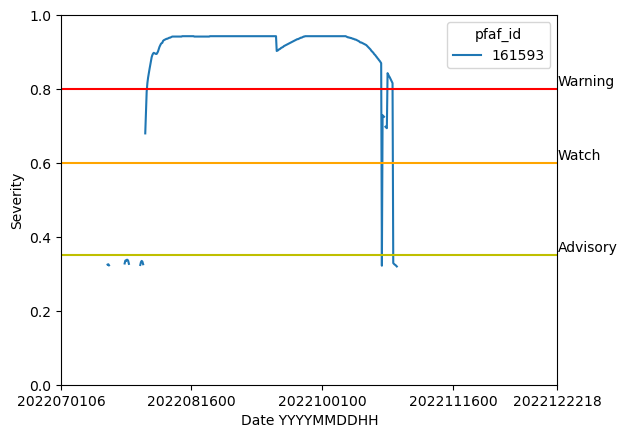 1.0
0.8
0.6
0.4
0.2
0.0
Severity
pfaf_id
161593
Warning
Watch
Advisory
2022070106
2022081600
2022100100
2022111600
2022122218
Date YYYYMMDDHH